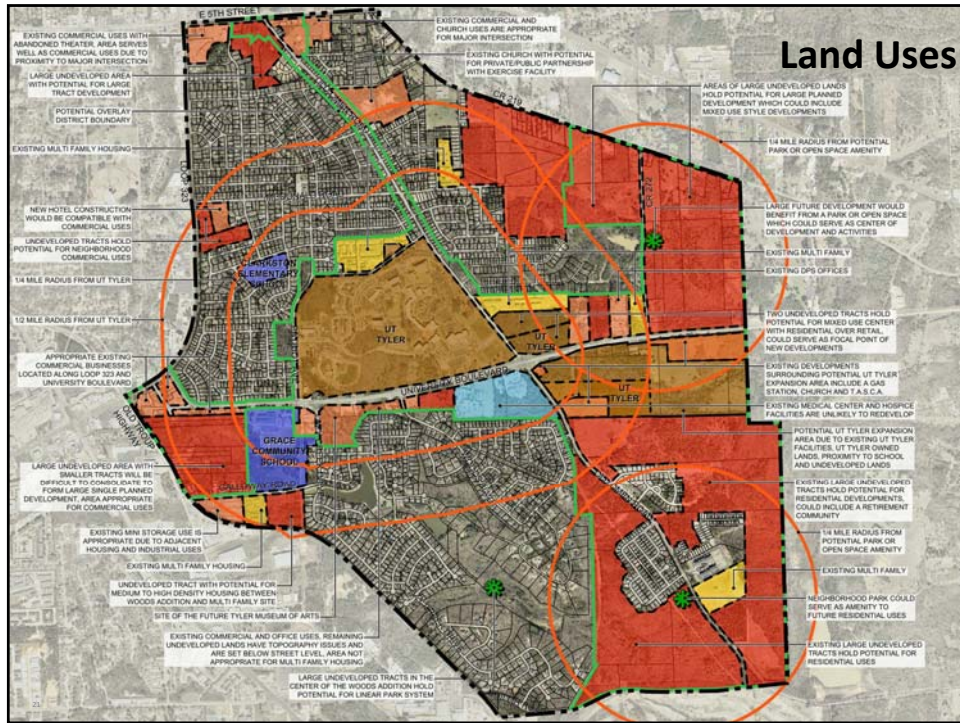 Land Uses
E 5TH STREET
EXISTING COMMERCIAL USES WITH
ABANDONED THEATER, AREA SERVES
WELL AS COMMERCIAL USES DUE TO
PROXIMITY TO MAJOR INTERSECTION
LARGE UNDEVELOPED AREA
WITH POTENTIAL FOR LARGE
TRACT DEVELOPMENT
POTENTIAL OVERLAY
DISTRICT BOUNDARY
EXISTING MULTI FAMILY HOUSING
LOOP 323
NEW HOTEL CONSTRUCTION
WOULD BE COMPATIBLE WITH
COMMERCIAL USES
UNDEVELOPED TRACTS HOLD
POTENTIAL FOR NEIGHBORHOOD
COMMERCIAL USES
1/4 MILE RADIUS FROM UT TYLER
1/2 MILE RADIUS FROM UT TYLER
APPROPRIATE EXISTING
COMMERCIAL BUSINESSES
LOCATED ALONG LOOP 323 AND
UNIVERSITY BOULEVARD
OLD TROUP
HIGHWAY
LARGE UNDEVELOPED AREA WITH
SMALLER TRACTS WILL BE
DIFFICULT TO CONSOLIDATE TO
FORM LARGE SINGLE PLANNED
DEVELOPMENT, AREA APPROPRIATE
FOR COMMERCIAL USES
EXISTING MINI STORAGE USE IS
APPROPRIATE DUE TO ADJACENT
HOUSING AND INDUSTRIAL USES
EXISTING MULTI FAMILY HOUSING
UNDEVELOPED TRACT WITH POTENTIAL FOR
MEDIUM TO HIGH DENSITY HOUSING BETWEEN
WOODS ADDITION AND MULTI FAMILY SITE
SITE OF THE FUTURE TYLER MUSEUM OF ARTS
EXISTING COMMERCIAL AND OFFICE USES, REMAINING
UNDEVELOPED LANDS HAVE TOPOGRAPHY ISSUES AND
ARE SET BELOW STREET LEVEL, AREA NOT
APPROPRIATE FOR MULTI FAMILY HOUSING
LARGE UNDEVELOPED TRACTS IN THE
CENTER OF THE WOODS ADDITION HOLD
POTENTIAL FOR LINEAR PARK SYSTEM
21
ELEMENTARY
UT
TYLER
UNIVERSITY BOULEVARD
GRACE
COMMUNITY
SCHOOL
UT
TYLER
UT
TYLER
CR 219
CR 272
EXISTING COMMERCIAL AND
CHURCH USES ARE APPROPRIATE
FOR MAJOR INTERSECTION
EXISTING CHURCH WITH POTENTIAL
FOR PRIVATE/PUBLIC PARTNERSHIP
WITH EXERCISE FACILITY
AREAS OF LARGE UNDEVELOPED LANDS
HOLD POTENTIAL FOR LARGE PLANNED
DEVELOPMENT WHICH COULD INCLUDE
MIXED USE STYLE DEVELOPMENTS
1/4 MILE RADIUS FROM POTENTIAL
PARK OR OPEN SPACE AMENITY
LARGE FUTURE DEVELOPMENT WOULD
BENEFIT FROM A PARK OR OPEN SPACE
WHICH COULD SERVE AS CENTER OF
DEVELOPMENT AND ACTIVITIES
EXISTING MULTI FAMILY
EXISTING DPS OFFICES
TWO UNDEVELOPED TRACTS HOLD
POTENTIAL FOR MIXED USE CENTER
WITH RESIDENTIAL OVER RETAIL,
COULD SERVE AS FOCAL POINT OF
NEW DEVELOPMENTS
EXISTING DEVELOPMENTS
SURROUNDING POTENTIAL UT TYLER
EXPANSION AREA INCLUDE A GAS
STATION, CHURCH AND T.A.S.C.A.
EXISTING MEDICAL CENTER AND HOSPICE
FACILITIES ARE UNLIKELY TO REDEVELOP
POTENTIAL UT TYLER EXPANSION
AREA DUE TO EXISTING UT TYLER
FACILITIES, UT TYLER OWNED
LANDS, PROXIMITY TO SCHOOL
AND UNDEVELOPED LANDS
EXISTING LARGE UNDEVELOPED
TRACTS HOLD POTENTIAL FOR
RESIDENTIAL DEVELOPMENTS,
COULD INCLUDE A RETIREMENT
COMMUNITY
1/4 MILE RADIUS FROM
POTENTIAL PARK OR
OPEN SPACE AMENITY
EXISTING MULTI FAMILY
NEIGHBORHOOD PARK COULD
SERVE AS AMENITY TO
FUTURE RESIDENTIAL USES
EXISTING LARGE UNDEVELOPED
TRACTS HOLD POTENTIAL FOR
RESIDENTIAL USES